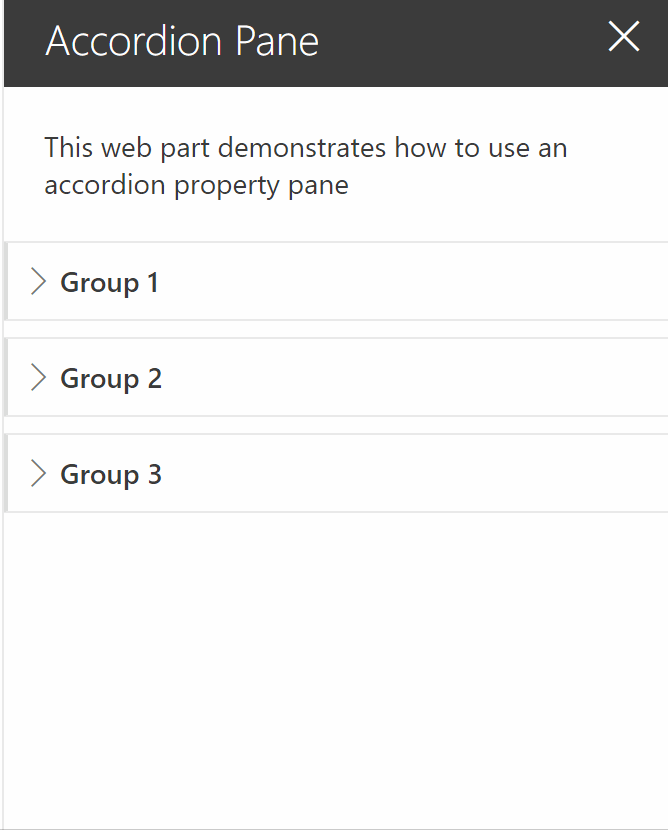 Accordion Pane
This web part demonstrates how to use an
accordion property pane
Group 1
Group 2
Group 3